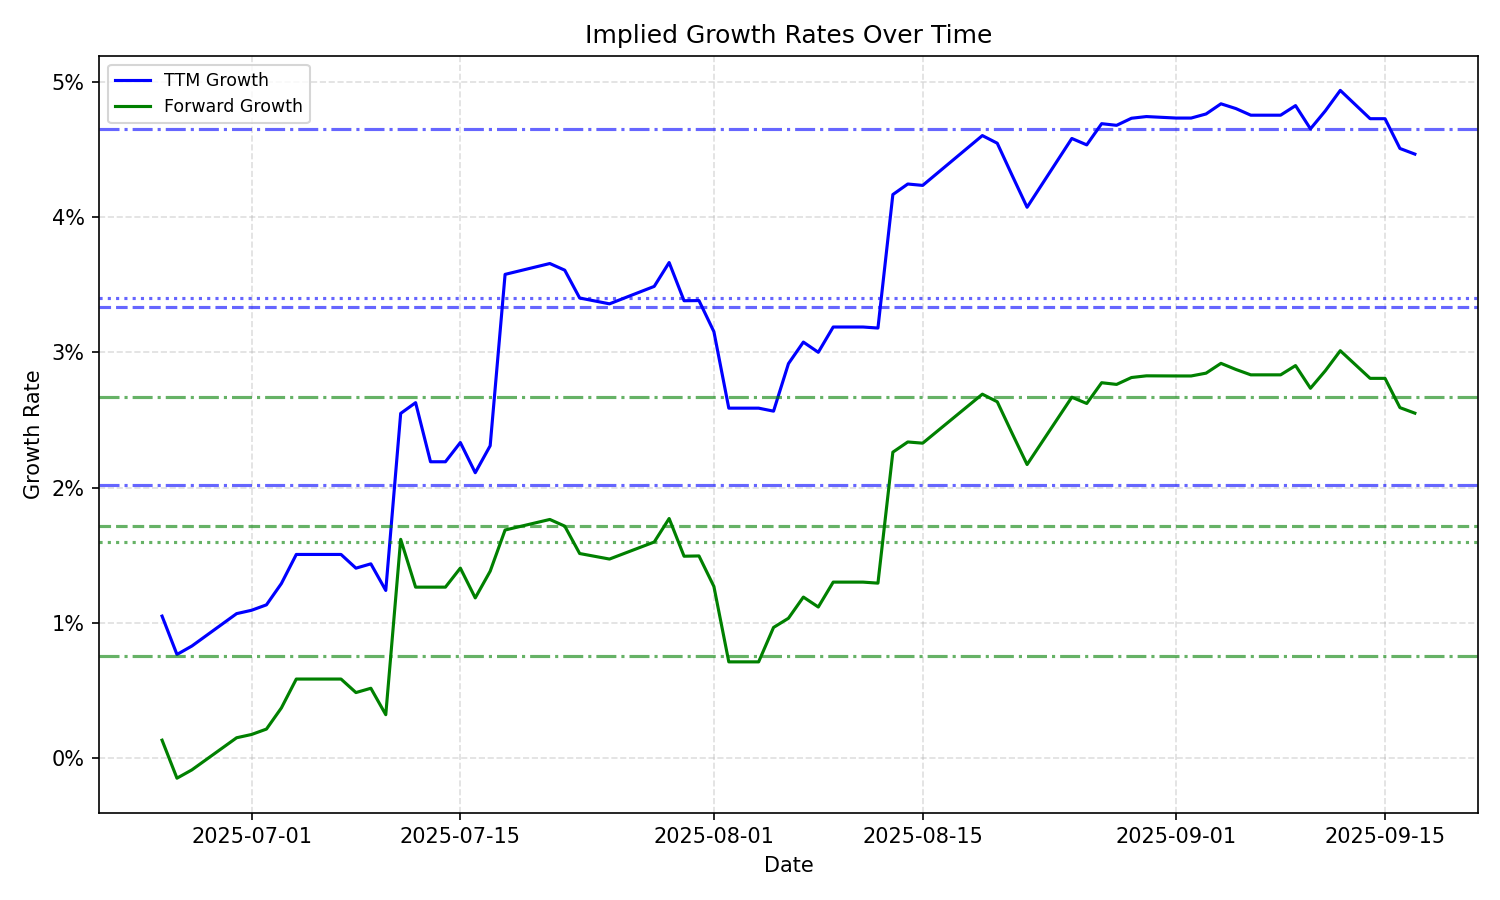 Implied Growth Rates Over Time
TTM Growth
Forward Growth
5%
4%
3%
2%
1%
0%
Growth Rate
2025-07-01
2025-07-15
2025-08-01
2025-08-15
2025-09-01
2025-09-15
Date